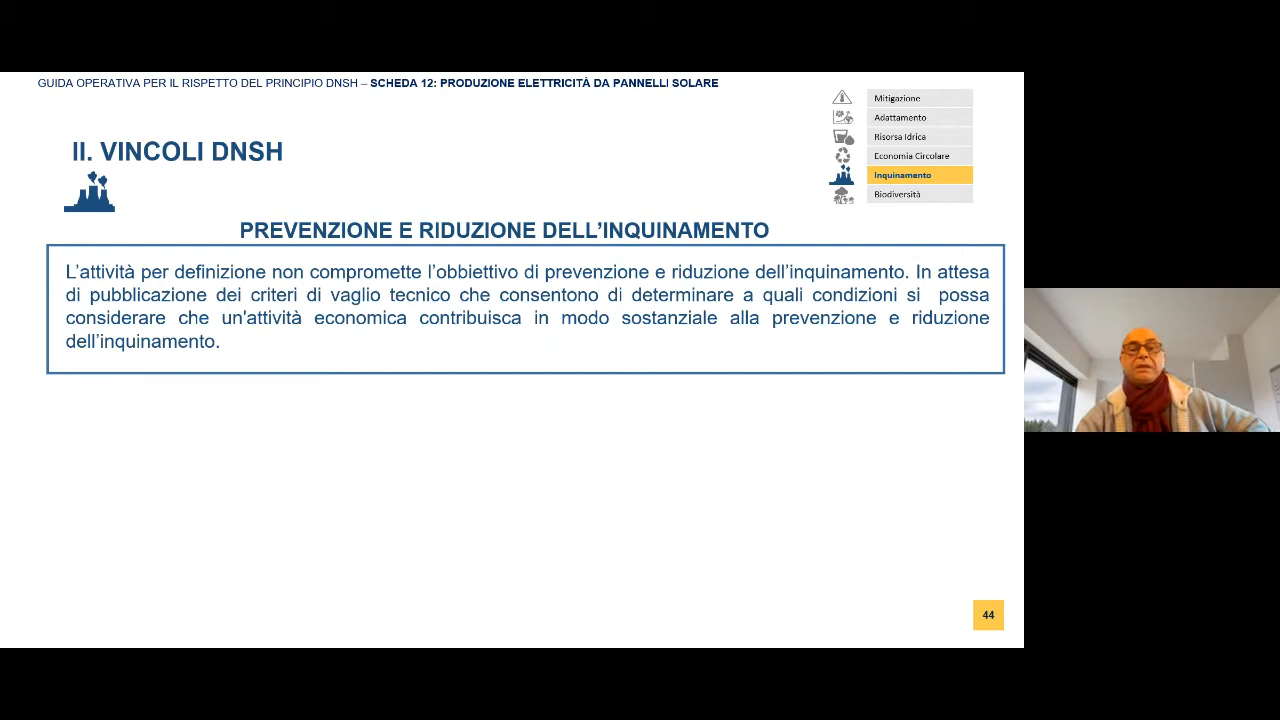 GUIDA OPERATIVA PER IL RISPETTO DEL PRINCIPIO DNSH – SCHEDA 12: PRODUZIONE ELETTRICITÀ DA PANNELLI SOLARE
Mitigazione
Adattamento
Risorsa Idrica
Economia Circolare
Inquinamento
Biodiversità
II. VINCOLI DNSH
PREVENZIONE E RIDUZIONE DELL’INQUINAMENTO
L’attività per definizione non compromette l’obbiettivo di prevenzione e riduzione dell’inquinamento. In attesa
di pubblicazione dei criteri di vaglio tecnico che consentono di determinare a quali condizioni si possa
considerare che un'attività economica contribuisca in modo sostanziale alla prevenzione e riduzione
dell’inquinamento.
44